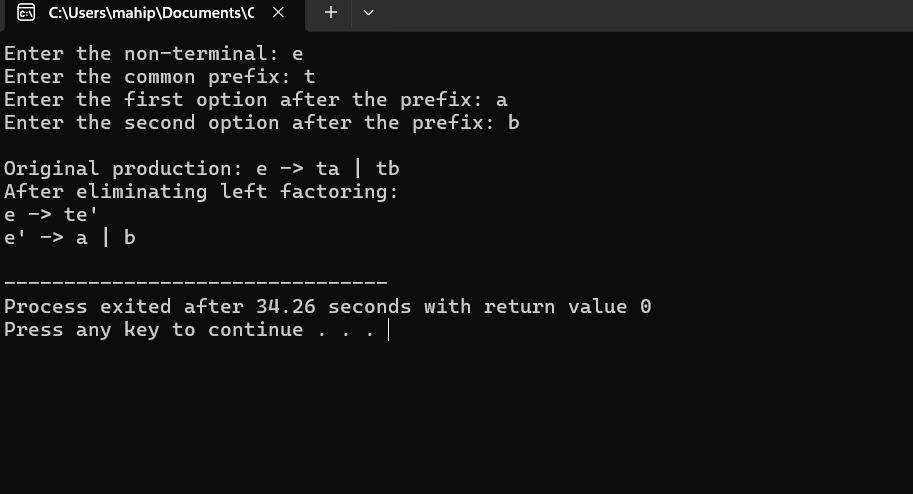 C:\Users\mahip\Documents\C
Enter the non-terminal: e
Enter the common prefix: t
Enter the first option after the prefix: a
Enter the second option after the prefix: b
Original production: e -> ta | tb
After eliminating left factoring:
e -> te'
e' -> a | b
--------------------------------
Process exited after 34.26 seconds with return value 0
Press any key to continue . . .